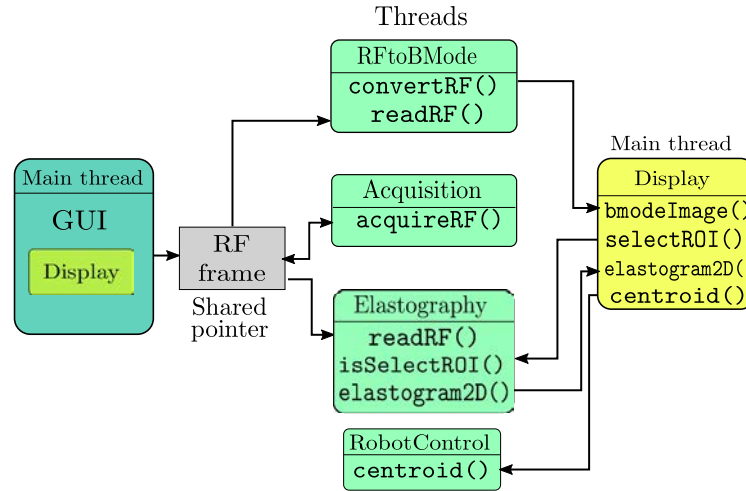 Threads
RFtoBMode
convertRF()
readRF()
Main thread
GUI
Display
RF
frame
Shared
pointer
Acquisition
acquireRF()
Elastography
readRF()
isSelectROI()
elastogram2D()
RobotControl
centroid()
Main thread
Display
bmodeImage()
selectROI()
elastogram2D(
centroid()